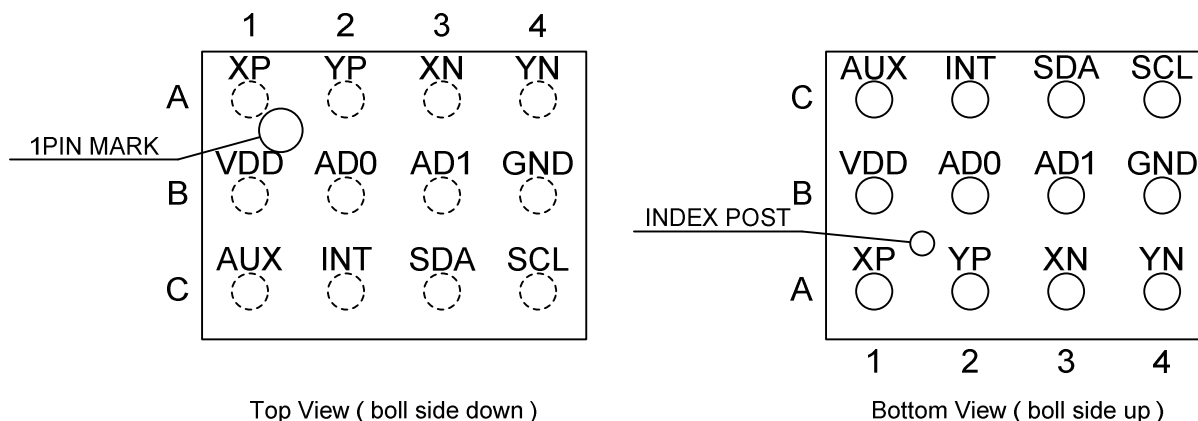 1 2 3 4
XP YP XN YN
A
1PIN MARK
VDD AD0 AD1 GND
B
AUX INT SDA SCL
C
Top View ( boll side down )
AUX INT SDA SCL
C
VDD AD0 AD1 GND
B
INDEX POST
XP YP XN YN
A
1 2 3 4
Bottom View ( boll side up )